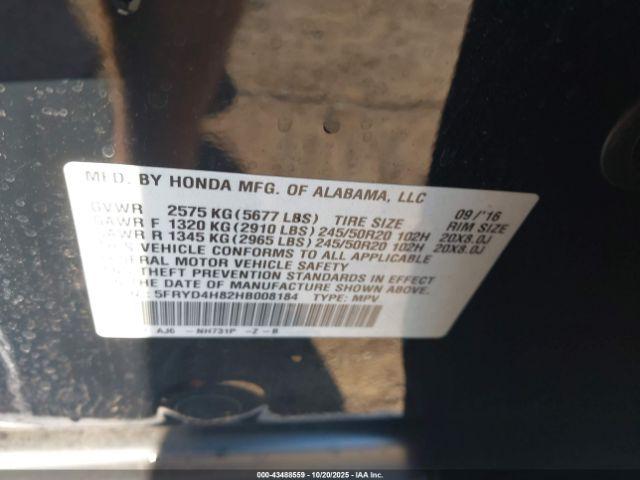 MFD. BY HONDA MFG. OF ALABAMA, LLC
GVWR 2575 KG(5677 LBS) TIRE SIZE 09/'16
GAWR F 1320 KG(2910 LBS) 245/50R20 102H RIM SIZE 20X8.0J
GAWR R 1345 KG(2965 LBS) 245/50R20 102H 20X8.0J
VEHICLE CONFORMS TO ALL APPLICABLE
MOTOR VEHICLE SAFETY
THEFT PREVENTION STANDARDS IN EFFECT
THE DATE OF MANUFACTURE SHOWN ABOVE.
5FRYD4H82HB008184 TYPE: MPV
AJ6 -NH731P -Z -B
000-43488559 | 10/20/2025 | IAA Inc.